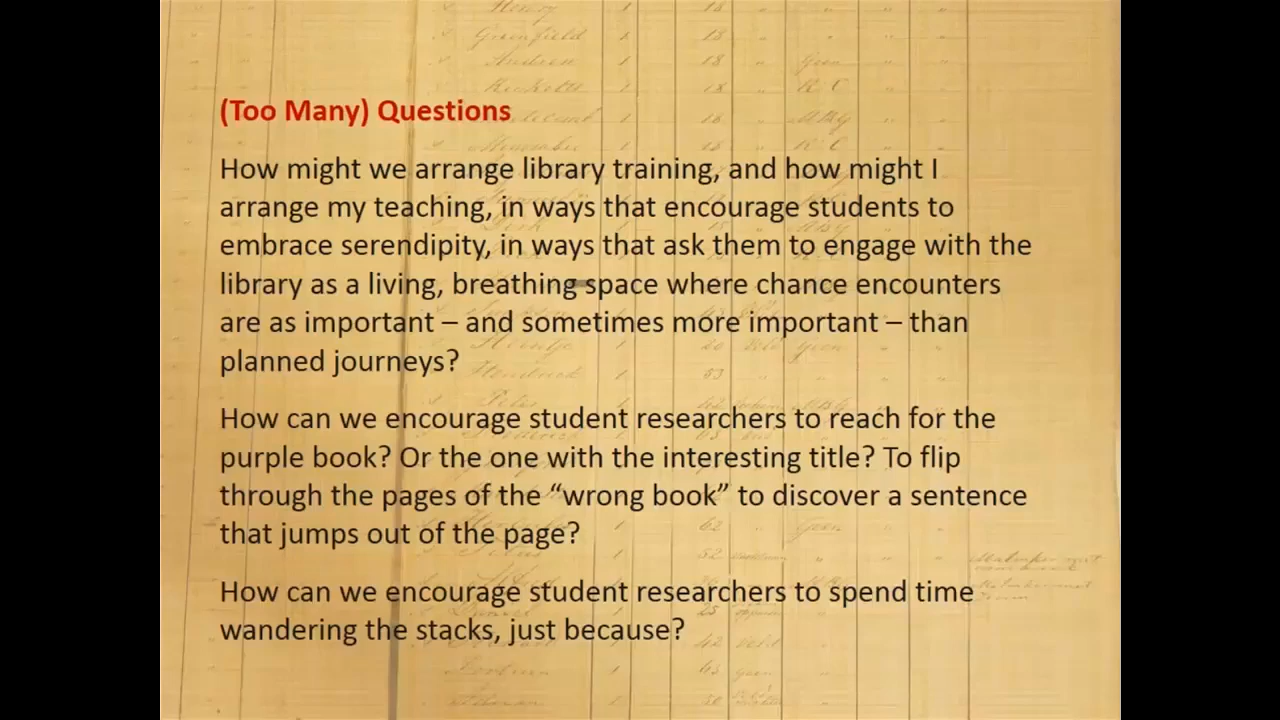 (Too Many) Questions
How might we arrange library training, and how might I
arrange my teaching, in ways that encourage students to
embrace serendipity, in ways that ask them to engage with the
library as a living, breathing space where chance encounters
are as important – and sometimes more important – than
planned journeys?
How can we encourage student researchers to reach for the
purple book? Or the one with the interesting title? To flip
through the pages of the “wrong book” to discover a sentence
that jumps out of the page?
How can we encourage student researchers to spend time
wandering the stacks, just because?